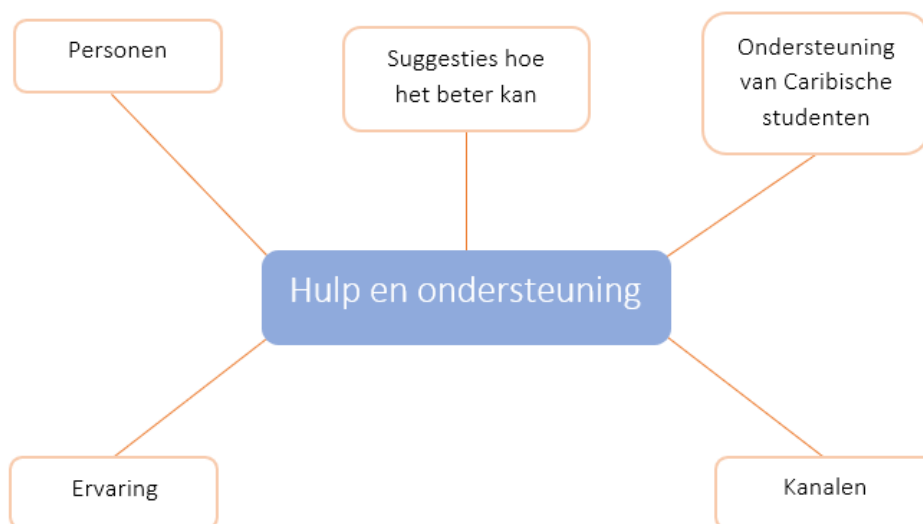 Personen
Suggesties hoe
het beter kan
Ondersteuning
van Caribische
studenten
Hulp en ondersteuning
Ervaring
Kanalen